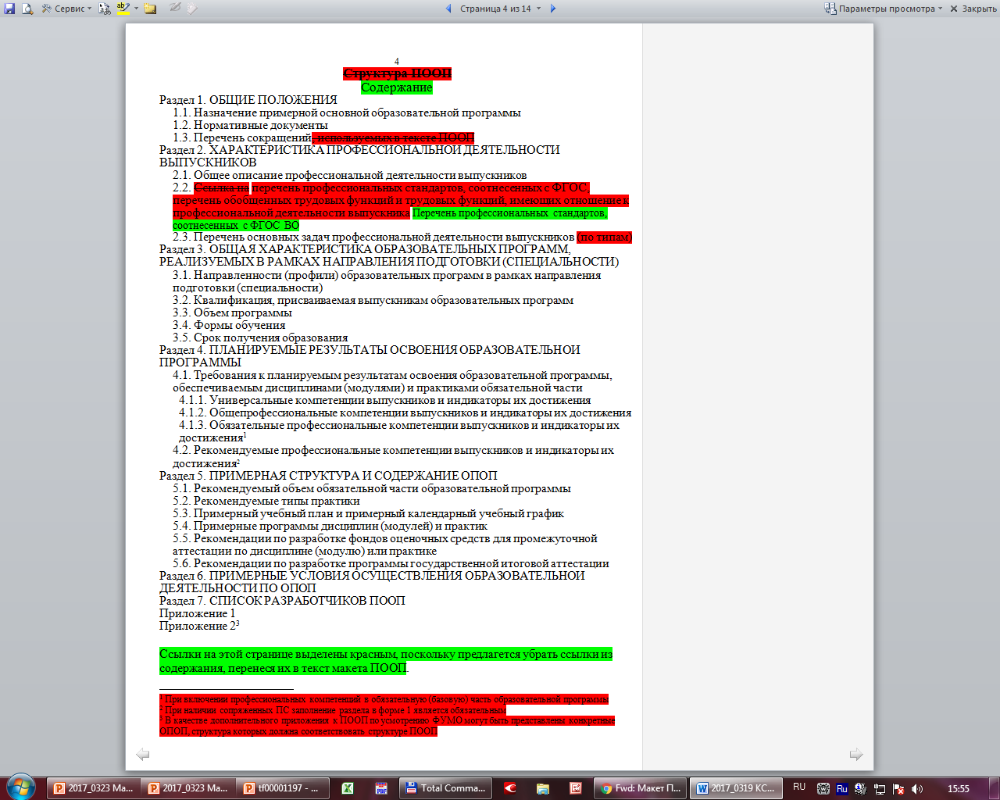 Сервис
Страница 4 из 14
Параметры просмотра
Закрыть
4
Структура ПООП
Содержание
Раздел 1. ОБЩИЕ ПОЛОЖЕНИЯ
1.1. Назначение примерной основной образовательной программы
1.2. Нормативные документы
1.3. Перечень сокращений, используемых в тексте ПООП
Раздел 2. ХАРАКТЕРИСТИКА ПРОФЕССИОНАЛЬНОЙ ДЕЯТЕЛЬНОСТИ
ВЫПУСКНИКОВ
2.1. Общее описание профессиональной деятельности выпускников
2.2. Ссылка на перечень профессиональных стандартов, соотнесенных с ФГОС,
перечень обобщенных трудовых функций и трудовых функций, имеющих отношение к
профессиональной деятельности выпускника Перечень профессиональных стандартов,
соотнесенных с ФГОС ВО
2.3. Перечень основных задач профессиональной деятельности выпускников (по типам)
Раздел 3. ОБЩАЯ ХАРАКТЕРИСТИКА ОБРАЗОВАТЕЛЬНЫХ ПРОГРАММ,
РЕАЛИЗУЕМЫХ В РАМКАХ НАПРАВЛЕНИЯ ПОДГОТОВКИ (СПЕЦИАЛЬНОСТИ)
3.1. Направленности (профили) образовательных программ в рамках направления
подготовки (специальности)
3.2. Квалификация, присваиваемая выпускникам образовательных программ
3.3. Объем программы
3.4. Формы обучения
3.5. Срок получения образования
Раздел 4. ПЛАНИРУЕМЫЕ РЕЗУЛЬТАТЫ ОСВОЕНИЯ ОБРАЗОВАТЕЛЬНОЙ
ПРОГРАММЫ
4.1. Требования к планируемым результатам освоения образовательной программы,
обеспечиваемым дисциплинами (модулями) и практиками обязательной части
4.1.1. Универсальные компетенции выпускников и индикаторы их достижения
4.1.2. Общепрофессиональные компетенции выпускников и индикаторы их достижения
4.1.3. Обязательные профессиональные компетенции выпускников и индикаторы их
достижения1
4.2. Рекомендуемые профессиональные компетенции выпускников и индикаторы их
достижения2
Раздел 5. ПРИМЕРНАЯ СТРУКТУРА И СОДЕРЖАНИЕ ОПОП
5.1. Рекомендуемый объем обязательной части образовательной программы
5.2. Рекомендуемые типы практики
5.3. Примерный учебный план и примерный календарный учебный график
5.4. Примерные программы дисциплин (модулей) и практик
5.5. Рекомендации по разработке фондов оценочных средств для промежуточной
аттестации по дисциплине (модулю) или практике
5.6. Рекомендации по разработке программы государственной итоговой аттестации
Раздел 6. ПРИМЕРНЫЕ УСЛОВИЯ ОСУЩЕСТВЛЕНИЯ ОБРАЗОВАТЕЛЬНОЙ
ДЕЯТЕЛЬНОСТИ ПО ОПОП
Раздел 7. СПИСОК РАЗРАБОТЧИКОВ ПООП
Приложение 1
Приложение 23
Ссылки на этой странице выделены красным, поскольку предлагется убрать ссылки из
содержания, перенеся их в текст макета ПООП.
1 При включении профессиональных компетенций в обязательную (базовую) часть образовательной программы
2 При наличии сопряженных ПС заполнение раздела в форме 1 является обязательным
3 В качестве дополнительного приложения к ПООП по усмотрению ФУМО могут быть представлены конкретные
ОПОП, структура которых должна соответствовать структуре ПООП
2017_0323 Ма...
2017_0323 Ма...
tf00001197 - ...
Total Comma...
Fwd: Макет П...
2017_0319 КС...
RU
Ru
15:55